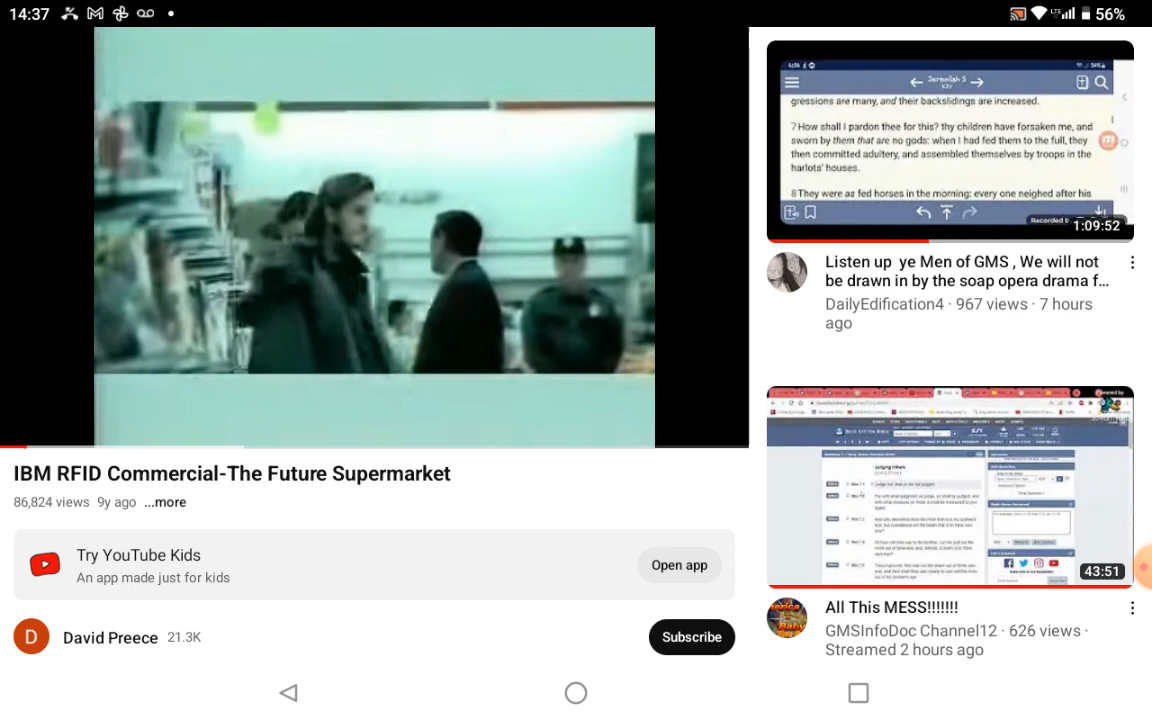 14:37
LTE
56%
Jeremiah 5
KJV
gressions are many, and their backslidings are increased.
7 How shall I pardon thee for this? thy children have forsaken me, and
sworn by them that are no gods: when I had fed them to the full, they
then committed adultery, and assembled themselves by troops in the
harlots' houses.
8 They were as fed horses in the morning: every one neighed after his
1:09:52
Listen up ye Men of GMS , We will not
be drawn in by the soap opera drama f...
DailyEdification4 · 967 views · 7 hours
ago
IBM RFID Commercial-The Future Supermarket
86,824 views 9y ago ...more
Try YouTube Kids
An app made just for kids
Open app
D
David Preece 21.3K
Subscribe
Judging Others
43:51
All This MESS!!!!!!!
GMSInfoDoc Channel12 · 626 views ·
Streamed 2 hours ago